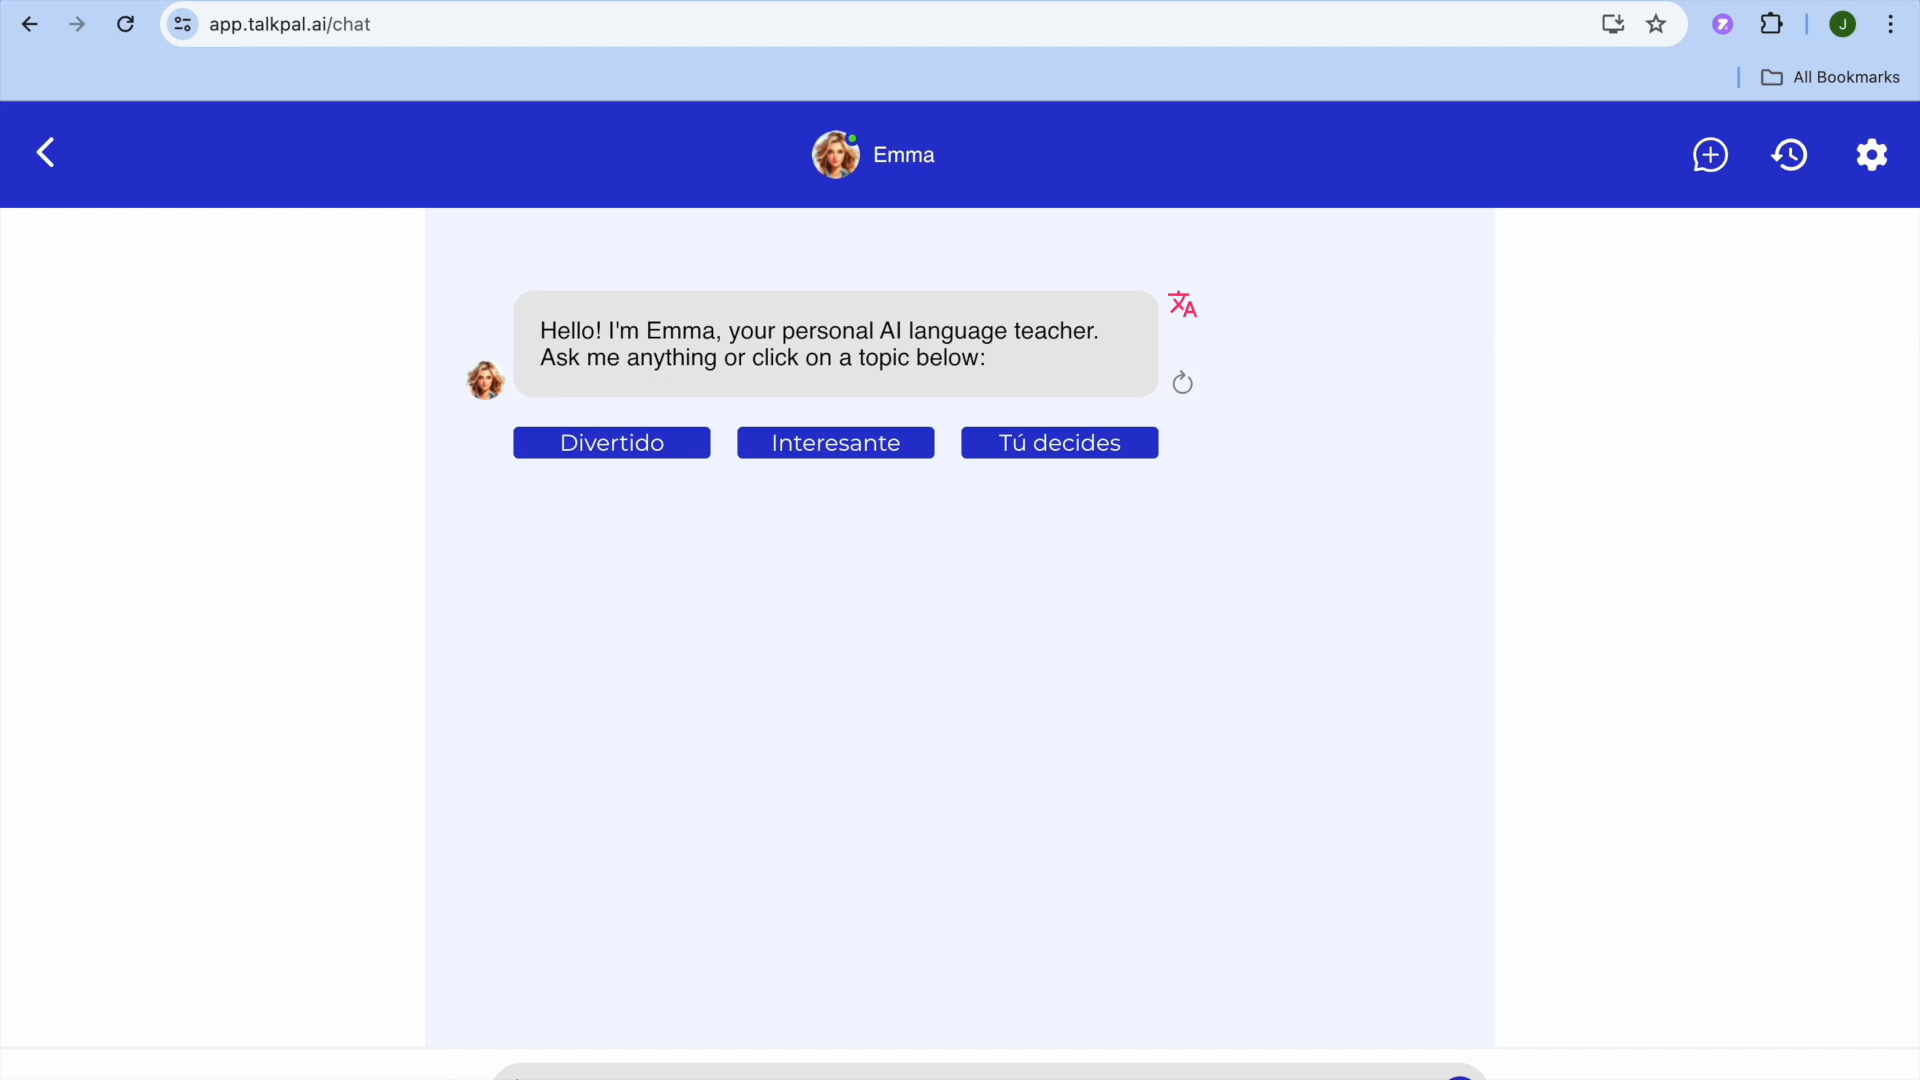 app.talkpal.ai/chat
J
All Bookmarks
Emma
Hello! I'm Emma, your personal AI language teacher.
Ask me anything or click on a topic below:
Divertido
Interesante
Tú decides